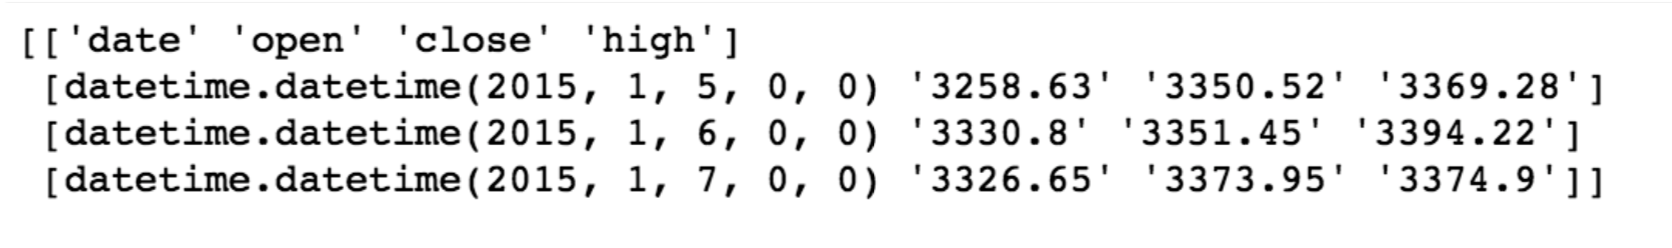 [['date' 'open' 'close' 'high']
[datetime.datetime(2015, 1, 5, 0, 0) '3258.63' '3350.52' '3369.28']
[datetime.datetime(2015, 1, 6, 0, 0) '3330.8' '3351.45' '3394.22']
[datetime.datetime(2015, 1, 7, 0, 0) '3326.65' '3373.95' '3374.9']]